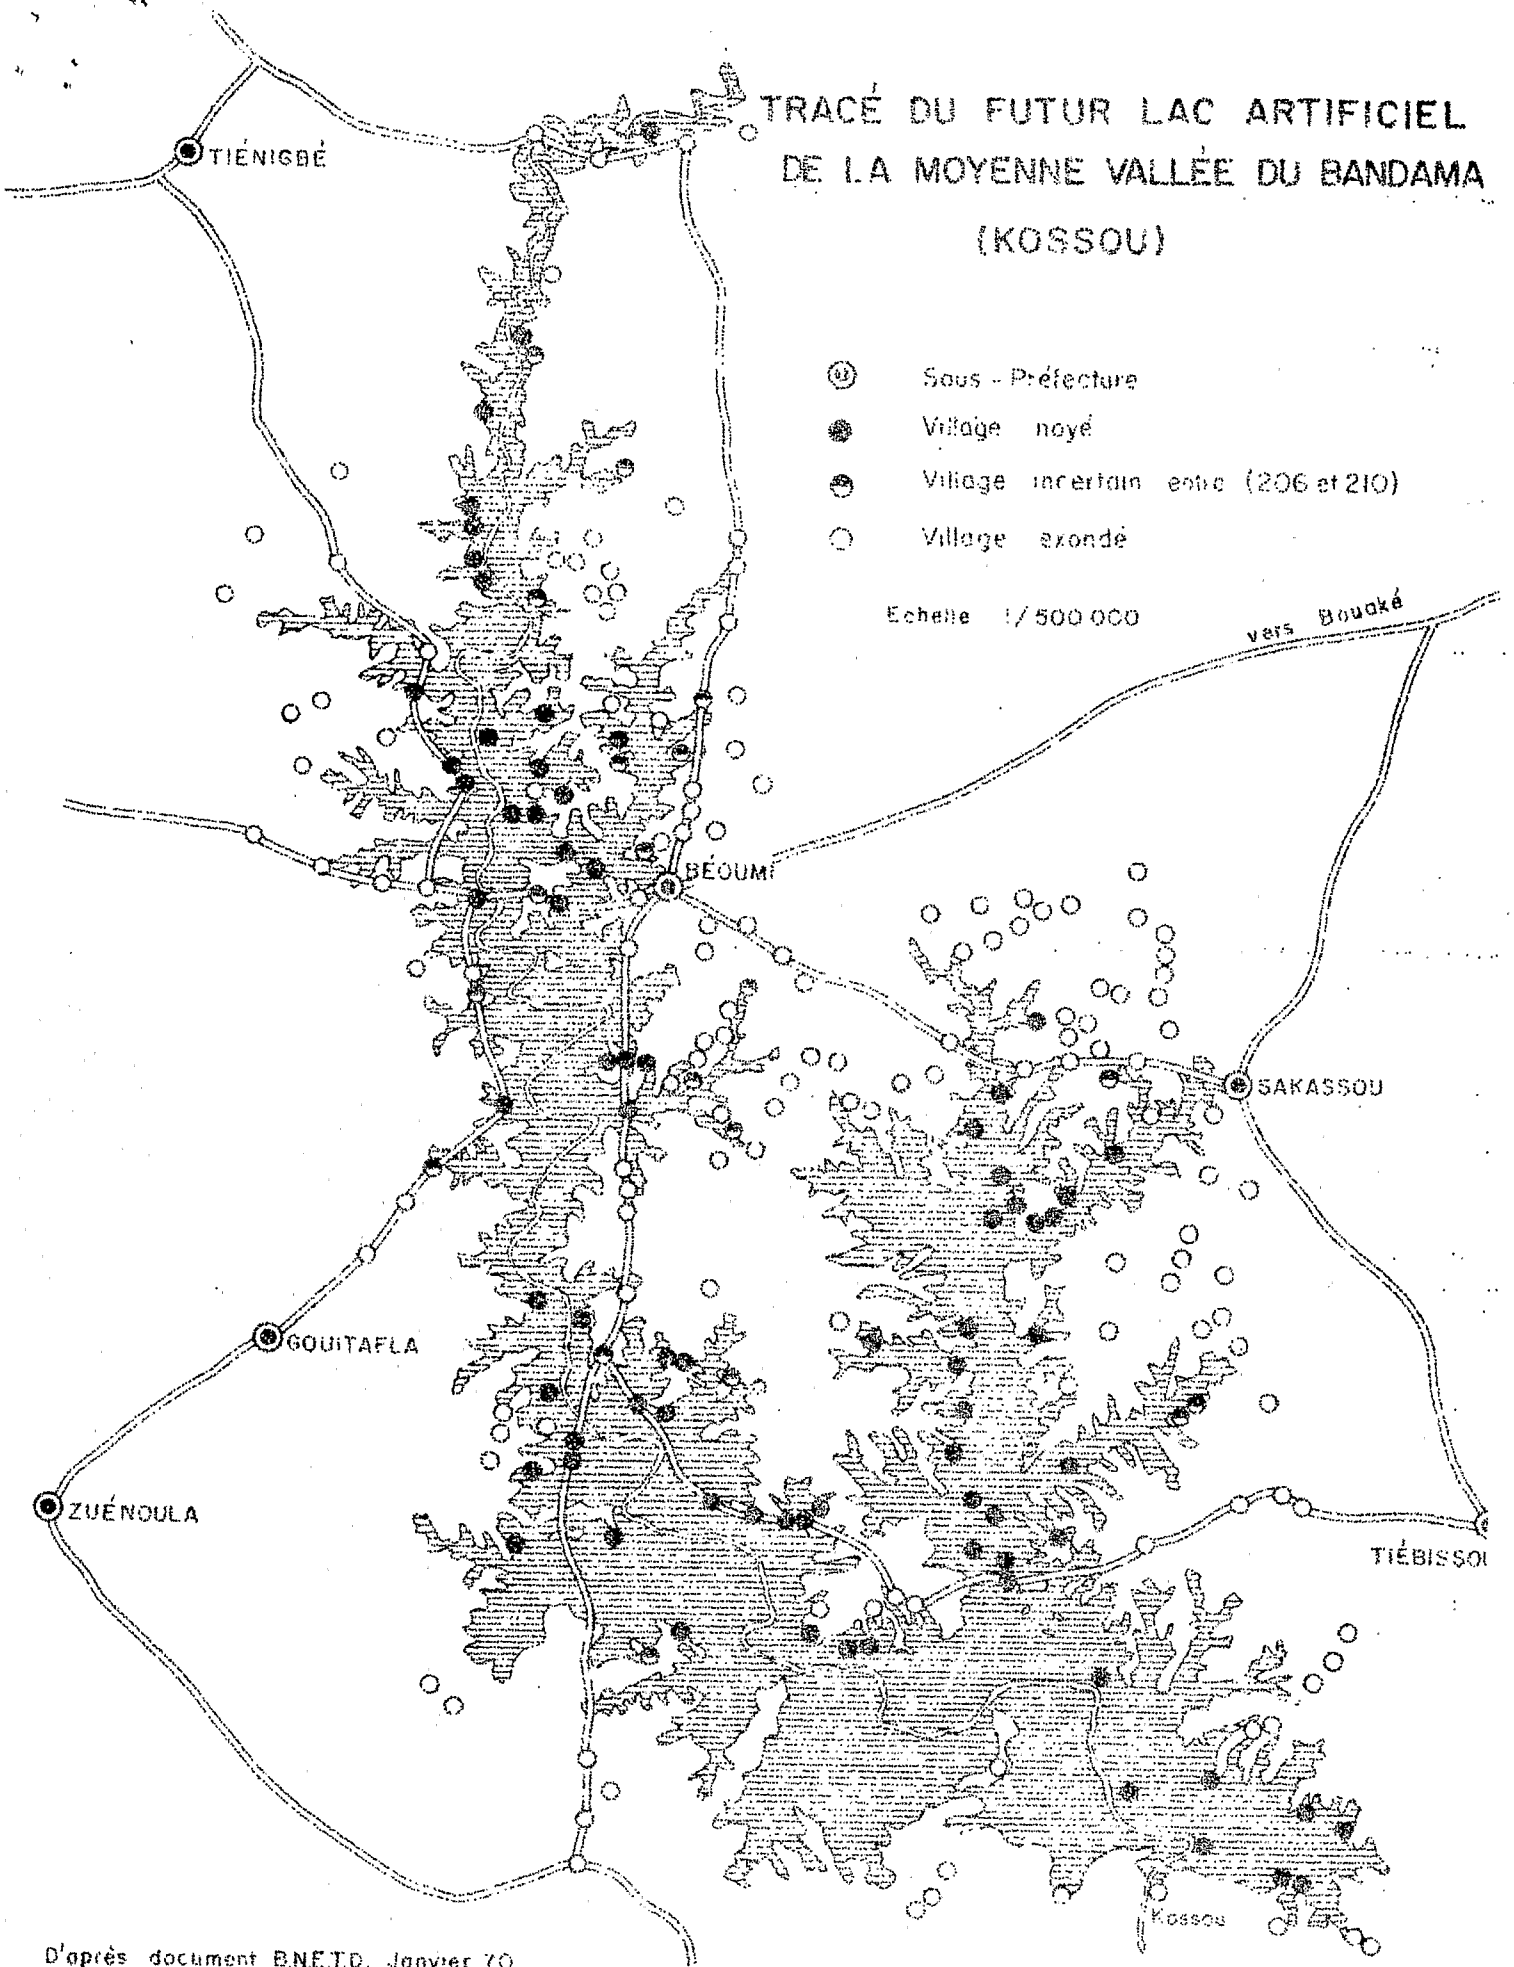 TRACÉ DU FUTUR LAC ARTIFICIEL
DE LA MOYENNE VALLÉE DU BANDAMA
(KOSSOU)
TIÉNIGBÉ
Sous - Préfecture
Village noyé
Village incertain entre (206 et 210)
Village exondé
Echelle 1/500 000
vers Bouaké
BÉOUMI
SAKASSOU
GOUITAFLA
ZUÉNOULA
TIÉBISSOU
Kossou
D'après document B.N.E.T.D. Janvier 70